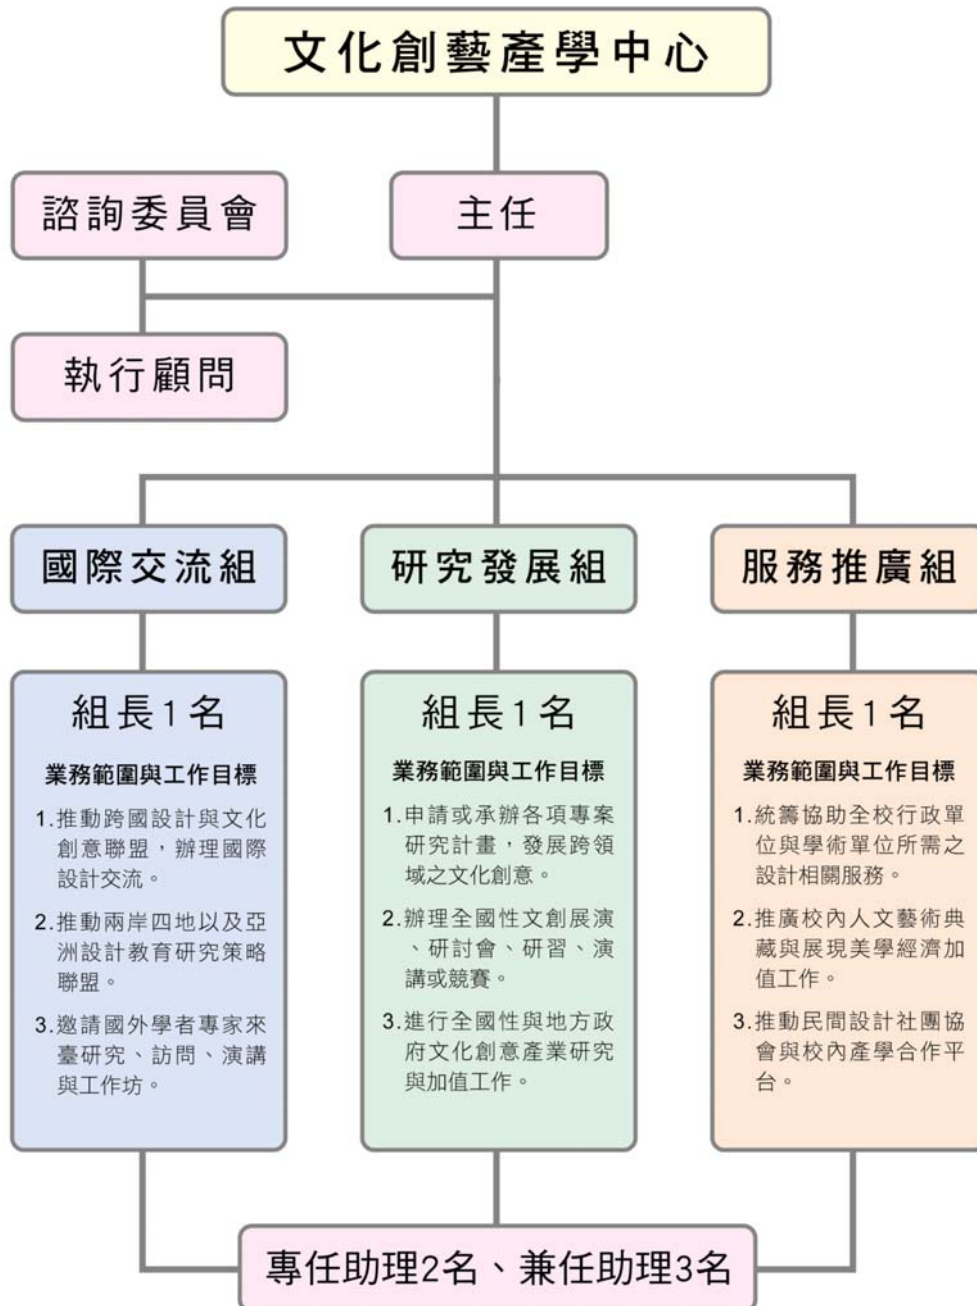 文化創藝產學中心
諮詢委員會
主任
執行顧問
國際交流組
研究發展組
服務推廣組
組長1名
業務範圍與工作目標
1.推動跨國設計與文化
創意聯盟，辦理國際
設計交流。
2.推動兩岸四地以及亞
洲設計教育研究策略
聯盟。
3.邀請國外學者專家來
臺研究、訪問、演講
與工作坊。
組長1名
業務範圍與工作目標
1.申請或承辦各項專案
研究計畫，發展跨領
域之文化創意。
2.辦理全國性文創展演
、研討會、研習、演
講或競賽。
3.進行全國性與地方政
府文化創意產業研究
與加值工作。
組長1名
業務範圍與工作目標
1.統籌協助全校行政單
位與學術單位所需之
設計相關服務。
2.推廣校內人文藝術典
藏與展現美學經濟加
值工作。
3.推動民間設計社團協
會與校內產學合作平
台。
專任助理2名、兼任助理3名